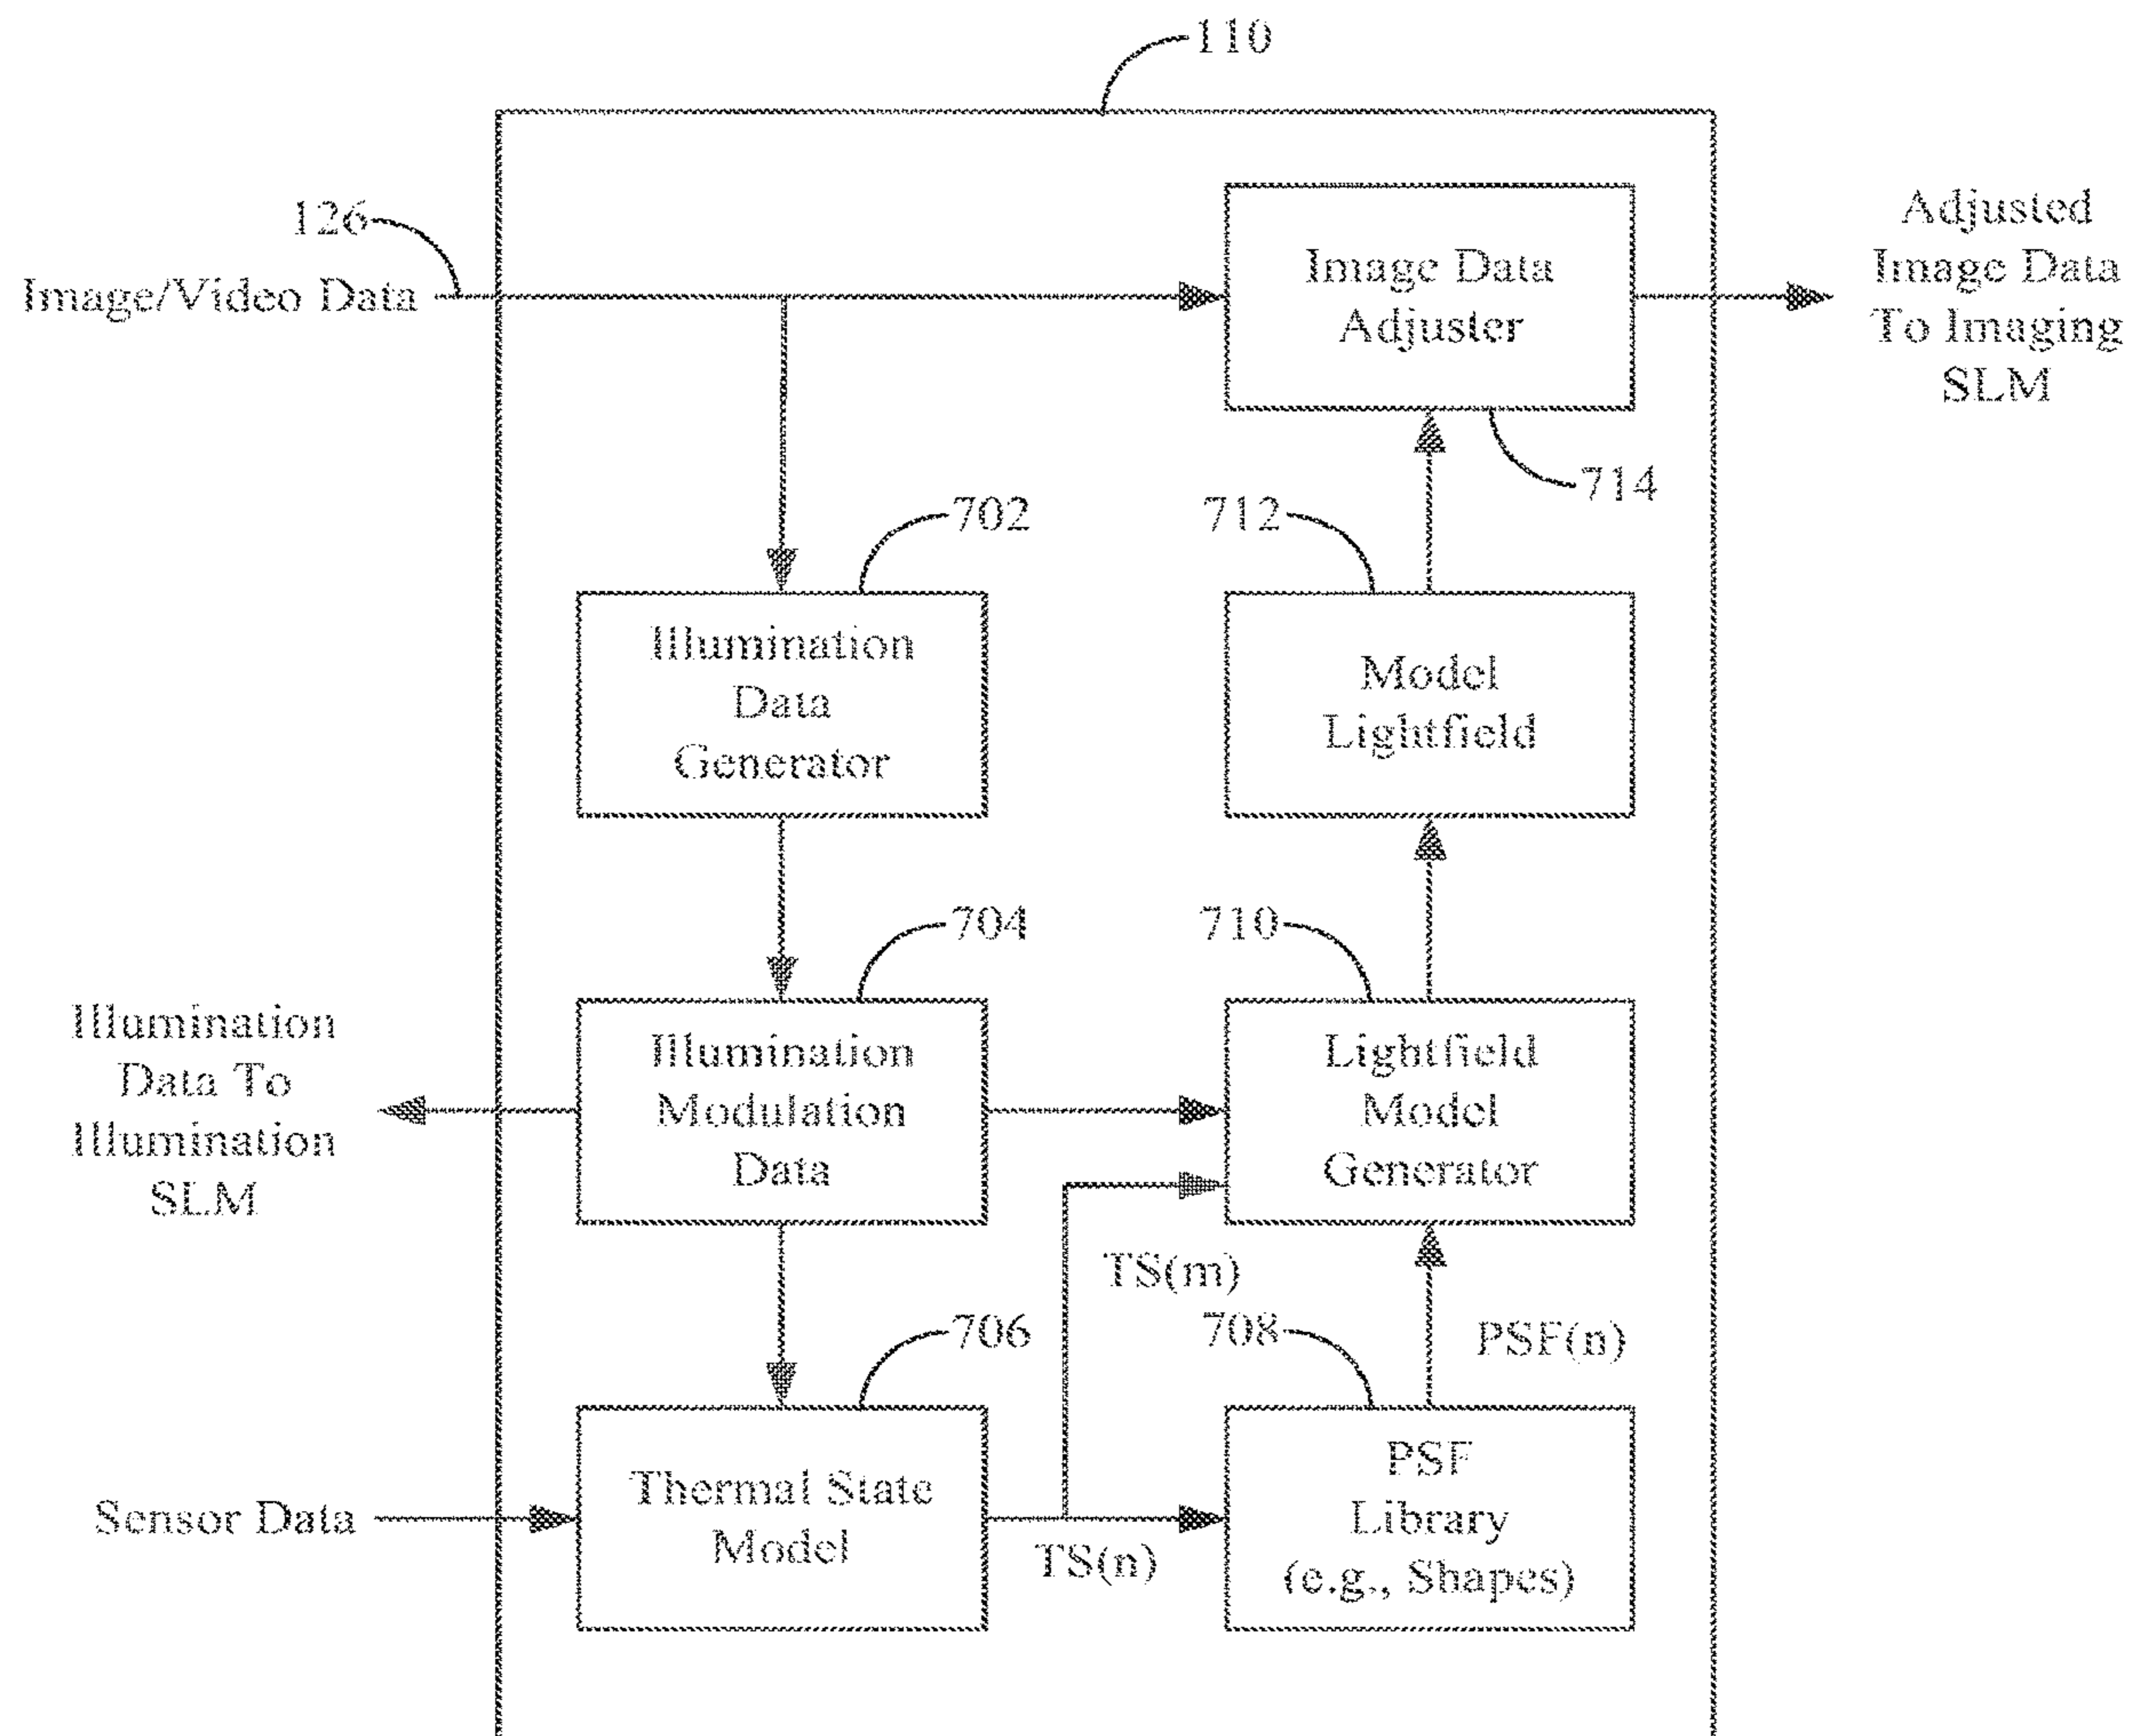 110
126
Image/Video Data
Image Data
Adjuster
Adjusted
Image Data
To Imaging
SLM
714
702
712
Illumination
Data
Generator
Model
Lightfield
704
710
Illumination
Data To
Illumination
SLM
Illumination
Modulation
Data
Lightfield
Model
Generator
TS(m)
706
708
PSF(n)
Sensor Data
Thermal State
Model
TS(n)
PSF
Library
(e.g., Shapes)